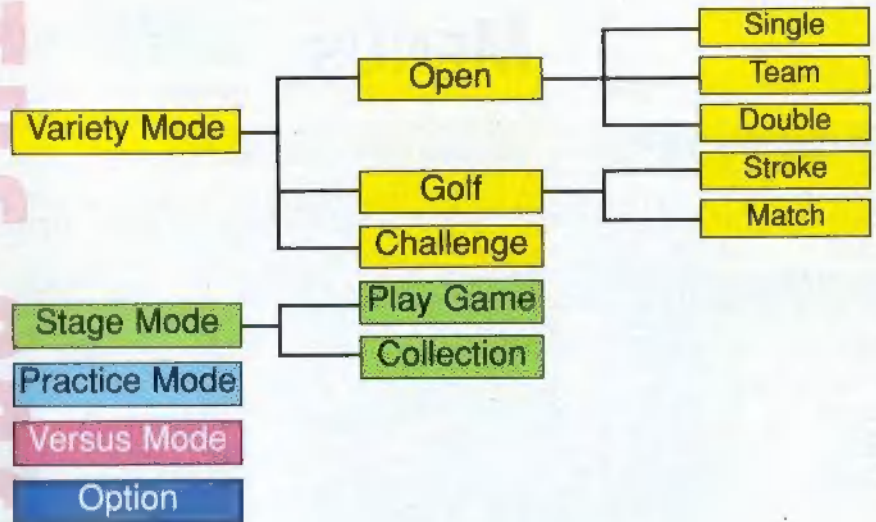 Variety Mode
Open
Single
Team
Double
Golf
Stroke
Match
Challenge
Stage Mode
Play Game
Collection
Practice Mode
Versus Mode
Option